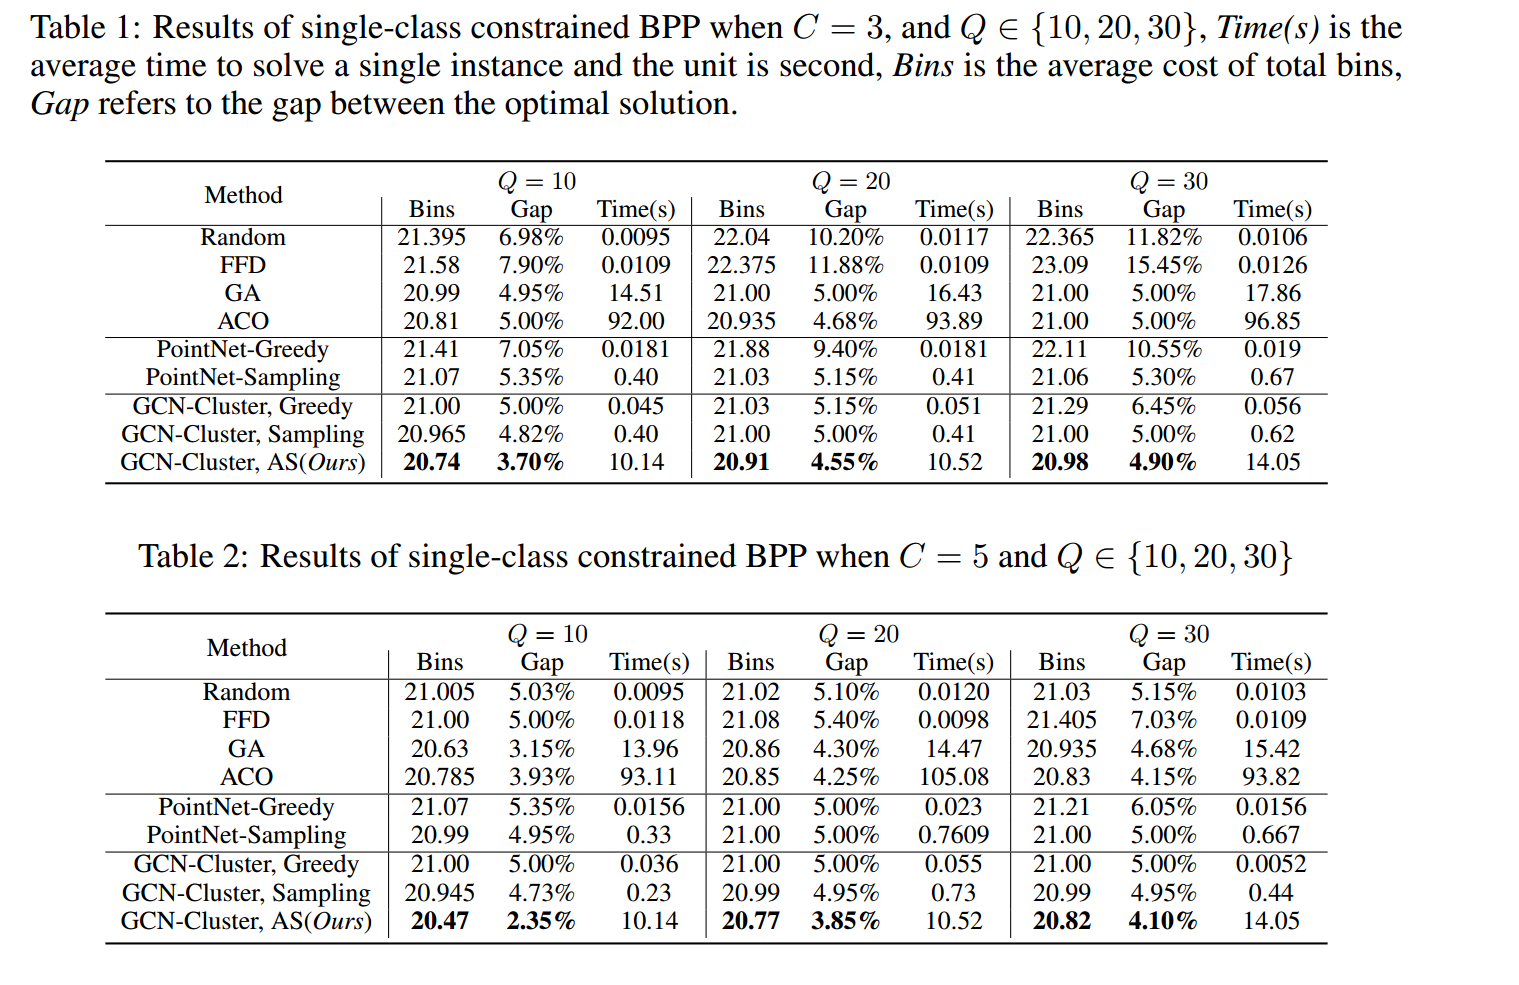 Table 1: Results of single-class constrained BPP when C = 3, and Q ∈ {10, 20, 30}, Time(s) is the
average time to solve a single instance and the unit is second, Bins is the average cost of total bins,
Gap refers to the gap between the optimal solution.
Method Q = 10 Q = 20 Q = 30
Bins Gap Time(s) Bins Gap Time(s) Bins Gap Time(s)
Random 21.395 6.98% 0.0095 22.04 10.20% 0.0117 22.365 11.82% 0.0106
FFD 21.58 7.90% 0.0109 22.375 11.88% 0.0109 23.09 15.45% 0.0126
GA 20.99 4.95% 14.51 21.00 5.00% 16.43 21.00 5.00% 17.86
ACO 20.81 5.00% 92.00 20.935 4.68% 93.89 21.00 5.00% 96.85
PointNet-Greedy 21.41 7.05% 0.0181 21.88 9.40% 0.0181 22.11 10.55% 0.019
PointNet-Sampling 21.07 5.35% 0.40 21.03 5.15% 0.41 21.06 5.30% 0.67
GCN-Cluster, Greedy 21.00 5.00% 0.045 21.03 5.15% 0.051 21.29 6.45% 0.056
GCN-Cluster, Sampling 20.965 4.82% 0.40 21.00 5.00% 0.41 21.00 5.00% 0.62
GCN-Cluster, AS(Ours) 20.74 3.70% 10.14 20.91 4.55% 10.52 20.98 4.90% 14.05
Table 2: Results of single-class constrained BPP when C = 5 and Q ∈ {10, 20, 30}
Method Q = 10 Q = 20 Q = 30
Bins Gap Time(s) Bins Gap Time(s) Bins Gap Time(s)
Random 21.005 5.03% 0.0095 21.02 5.10% 0.0120 21.03 5.15% 0.0103
FFD 21.00 5.00% 0.0118 21.08 5.40% 0.0098 21.405 7.03% 0.0109
GA 20.63 3.15% 13.96 20.86 4.30% 14.47 20.935 4.68% 15.42
ACO 20.785 3.93% 93.11 20.85 4.25% 105.08 20.83 4.15% 93.82
PointNet-Greedy 21.07 5.35% 0.0156 21.00 5.00% 0.023 21.21 6.05% 0.0156
PointNet-Sampling 20.99 4.95% 0.33 21.00 5.00% 0.7609 21.00 5.00% 0.667
GCN-Cluster, Greedy 21.00 5.00% 0.036 21.00 5.00% 0.055 21.00 5.00% 0.0052
GCN-Cluster, Sampling 20.945 4.73% 0.23 20.99 4.95% 0.73 20.99 4.95% 0.44
GCN-Cluster, AS(Ours) 20.47 2.35% 10.14 20.77 3.85% 10.52 20.82 4.10% 14.05